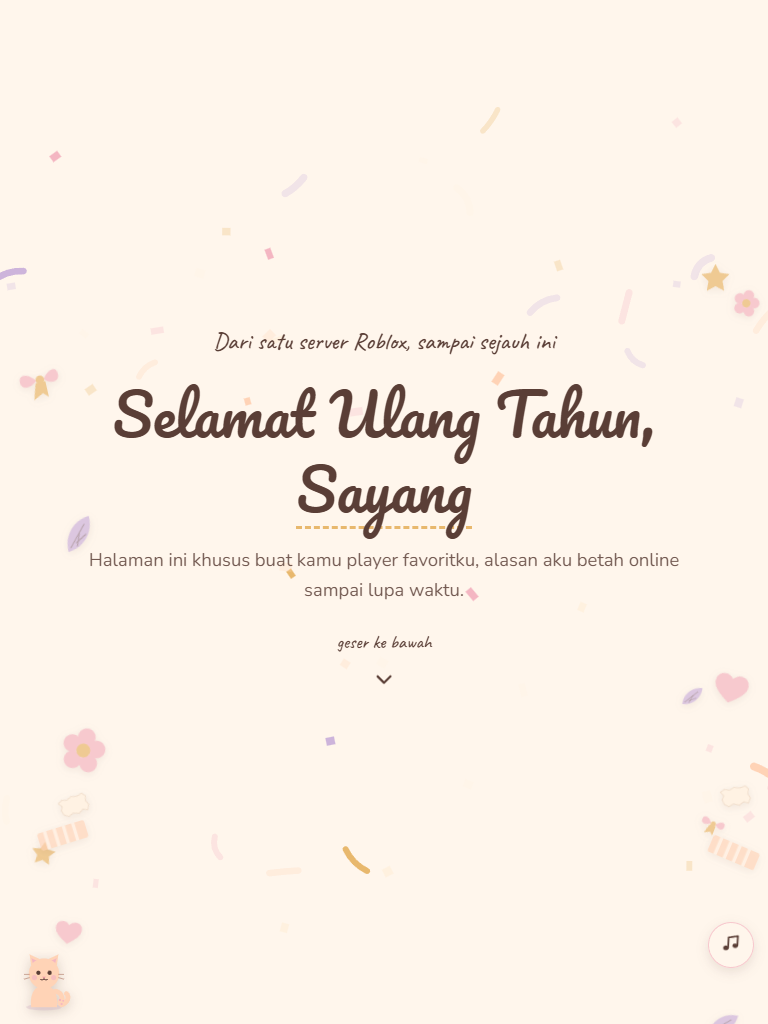 Dari satu server Roblox, sampai sejauh ini
Selamat Ulang Tahun,
Sayang
Halaman ini khusus buat kamu player favoritku, alasan aku betah online
sampai lupa waktu.
geser ke bawah